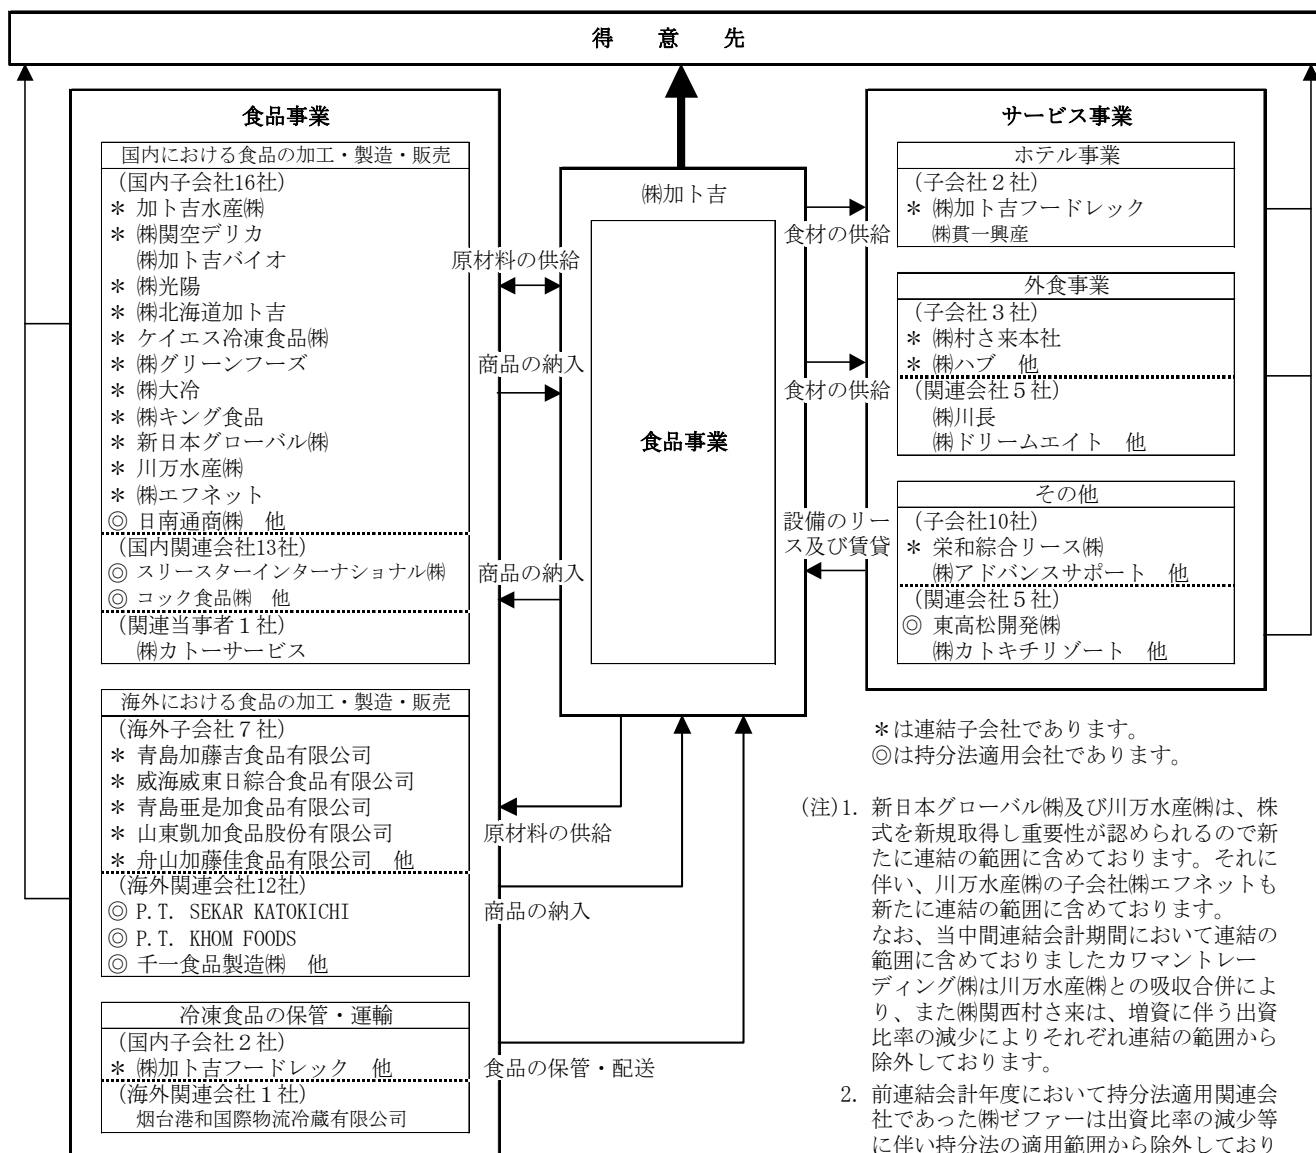 得　意　先
食品事業
国内における食品の加工・製造・販売
(国内子会社16社)
＊ 加ト吉水産㈱
＊ ㈱関空デリカ
㈱加ト吉バイオ
＊ ㈱光陽
＊ ㈱北海道加ト吉
＊ ケイエス冷凍食品㈱
＊ ㈱グリーンフーズ
＊ ㈱大冷
＊ ㈱キング食品
＊ 新日本グローバル㈱
＊ 川万水産㈱
＊ ㈱エフネット
◎ 日南通商㈱　他
(国内関連会社13社)
◎ スリースターインターナショナル㈱
◎ コック食品㈱　他
(関連当事者１社)
㈱カトーサービス
海外における食品の加工・製造・販売
(海外子会社７社)
＊ 青島加藤吉食品有限公司
＊ 威海威東日綜合食品有限公司
＊ 青島亜是加食品有限公司
＊ 山東凱加食品股份有限公司
＊ 舟山加藤佳食品有限公司　他
(海外関連会社12社)
◎ P.T. SEKAR KATOKICHI
◎ P.T. KHOM FOODS
◎ 千一食品製造㈱　他
冷凍食品の保管・運輸
(国内子会社２社)
＊ ㈱加ト吉フードレック　他
(海外関連会社１社)
烟台港和国際物流冷蔵有限公司
原材料の供給
商品の納入
商品の納入
原材料の供給
商品の納入
食品の保管・配送
㈱加ト吉
食品事業
食材の供給
食材の供給
設備のリー
ス及び賃貸
サービス事業
ホテル事業
(子会社２社)
＊ ㈱加ト吉フードレック
㈱貫一興産
外食事業
(子会社３社)
＊ ㈱村さ来本社
＊ ㈱ハブ　他
(関連会社５社)
㈱川長
㈱ドリームエイト　他
その他
(子会社10社)
＊ 栄和綜合リース㈱
㈱アドバンスサポート　他
(関連会社５社)
◎ 東高松開発㈱
㈱カトキチリゾート　他
＊は連結子会社であります。
◎は持分法適用会社であります。
(注)1. 新日本グローバル㈱及び川万水産㈱は、株
式を新規取得し重要性が認められるので新
たに連結の範囲に含めております。それに
伴い、川万水産㈱の子会社㈱エフネットも
新たに連結の範囲に含めております。
なお、当中間連結会計期間において連結の
範囲に含めておりましたカワマントレー
ディング㈱は川万水産㈱との吸収合併によ
り、また㈱関西村さ来は、増資に伴う出資
比率の減少によりそれぞれ連結の範囲から
除外しております。
2. 前連結会計年度において持分法適用関連会
社であった㈱ゼファーは出資比率の減少等
に伴い持分法の適用範囲から除外しており